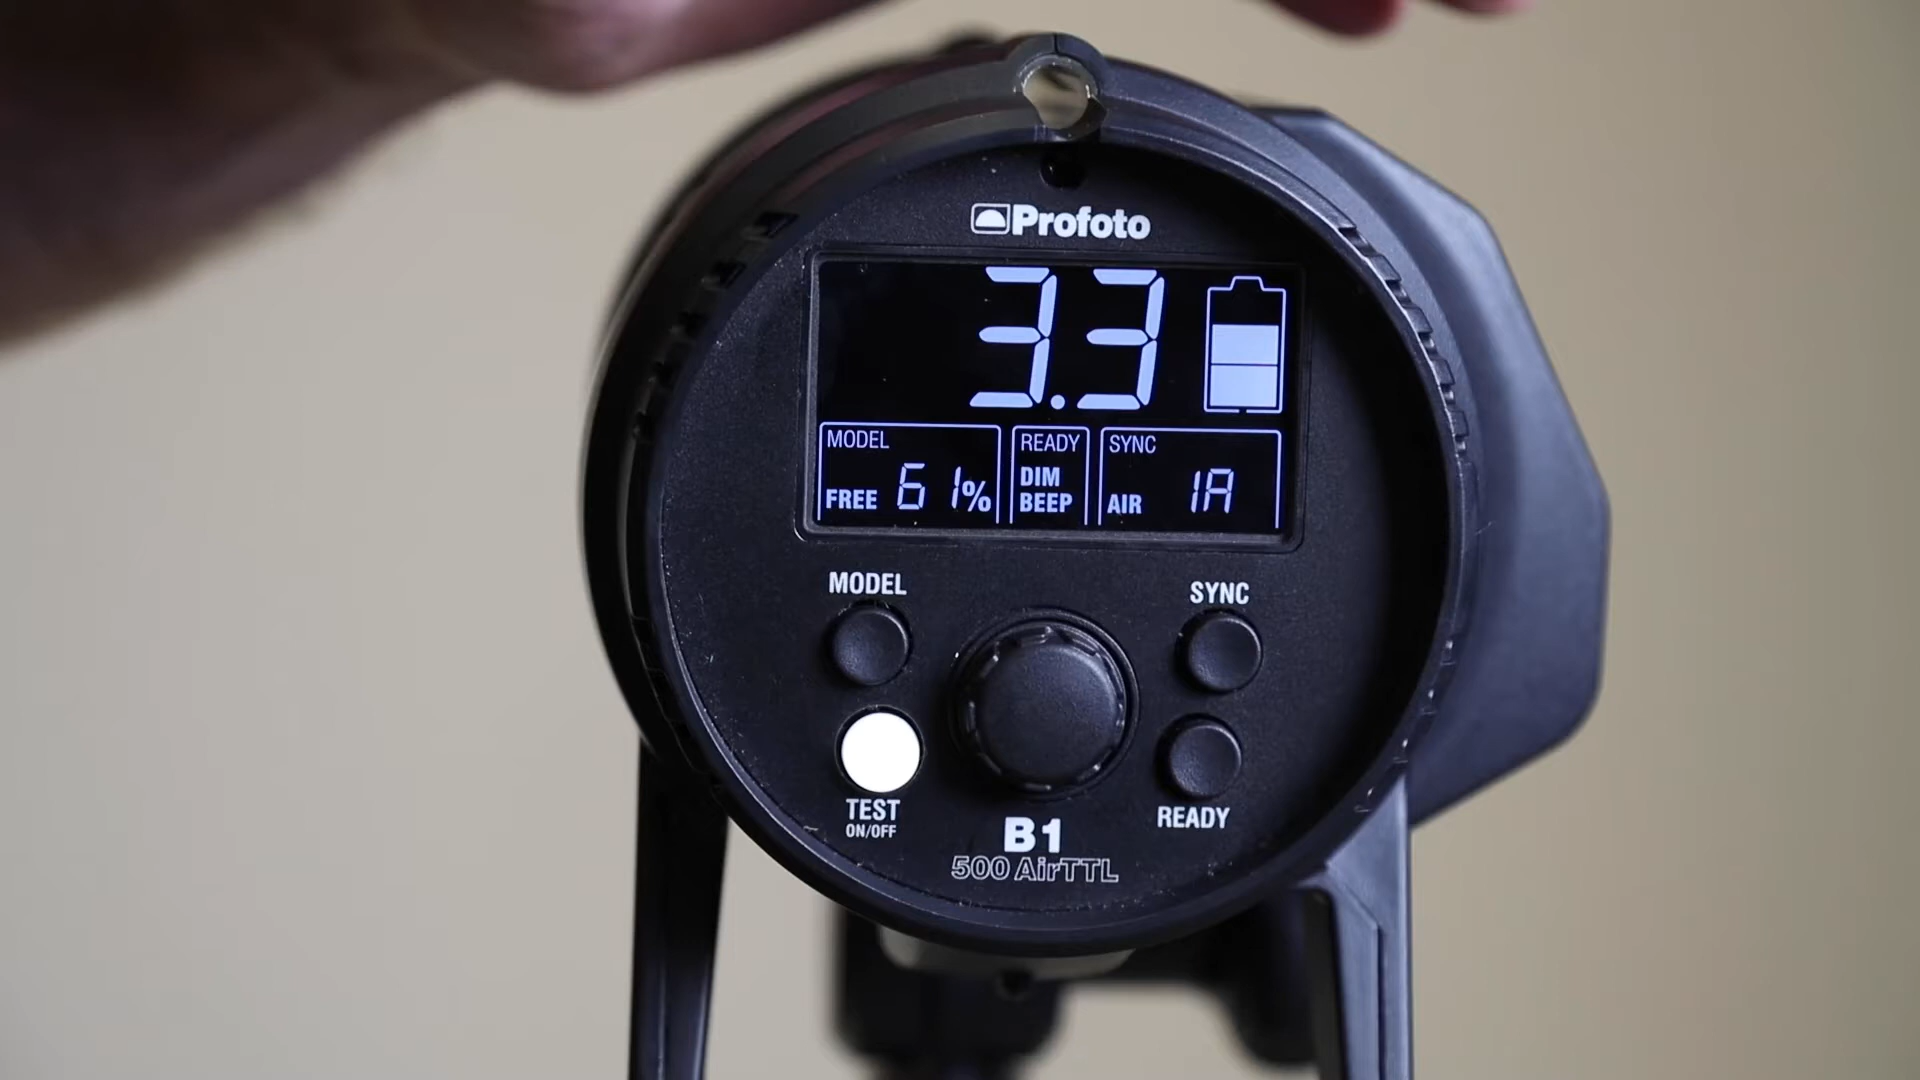 Profoto
3.3
MODEL
FREE 61%
READY
DIM
BEEP
SYNC
AIR 1A
MODEL
SYNC
TEST
ON/OFF
READY
B1
500 AirTTL